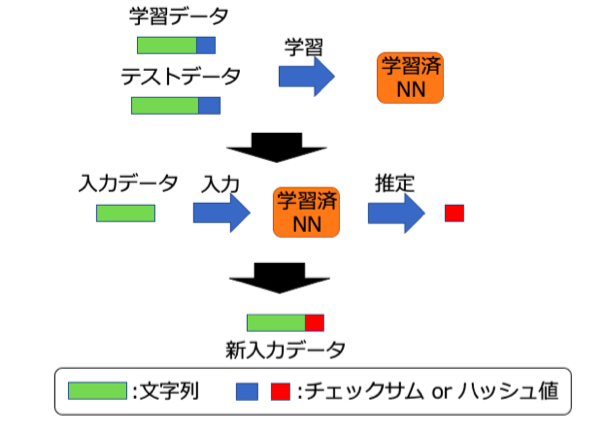 学習データ
テストデータ
学習
学習済
NN
入力データ
入力
学習済
NN
推定
新入力データ
:文字列
:チェックサム or ハッシュ値